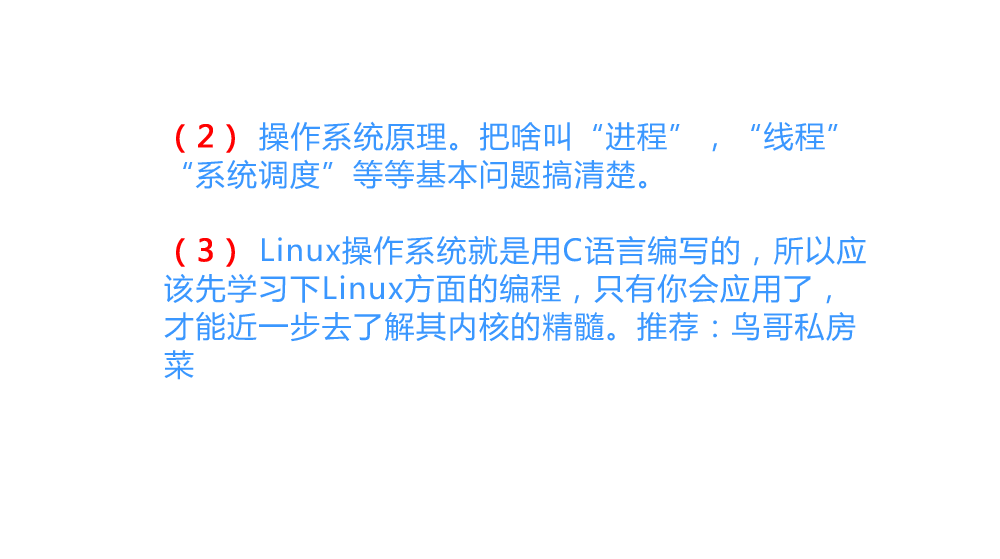 （2） 操作系统原理。把啥叫“进程”，“线程”
“系统调度”等等基本问题搞清楚。
（3） Linux操作系统就是用C语言编写的，所以应
该先学习下Linux方面的编程，只有你会应用了，
才能近一步去了解其内核的精髓。推荐：鸟哥私房
菜